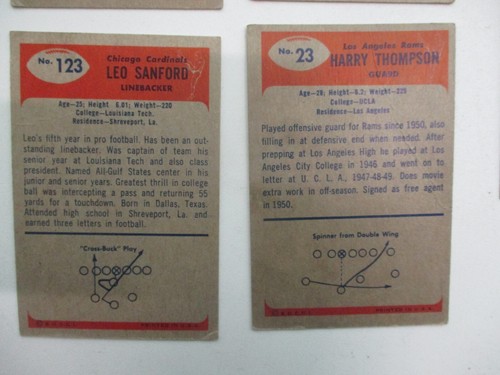 No. 123
Chicago Cardinals
LEO SANFORD
LINEBACKER
Age-25; Height 6.01; Weight-220
College-Louisiana Tech.
Residence-Shreveport, La.
Leo's fifth year in pro football. Has been an out-
standing linebacker. Was captain of team his
senior year at Louisiana Tech and also class
president. Named All-Gulf States center in his
junior and senior years. Greatest thrill in college
ball was intercepting a pass and returning 55
yards for a touchdown. Born in Dallas, Texas.
Attended high school in Shreveport, La. and
earned three letters in football.
"Cross-Buck" Play
PRINTED IN U.S.A.
No. 23
Los Angeles Rams
HARRY THOMPSON
GUARD
Age-28; Height-6.2; Weight-225
College-UCLA
Residence-Los Angeles
Played offensive guard for Rams since 1950, also
filling in at defensive end when needed. After
prepping at Los Angeles High he played at Los
Angeles City College in 1946 and went on to
letter at U. C. L. A., 1947-48-49. Does movie
extra work in off-season. Signed as free agent
in 1950.
Spinner from Double Wing
PRINTED IN U.S.A.